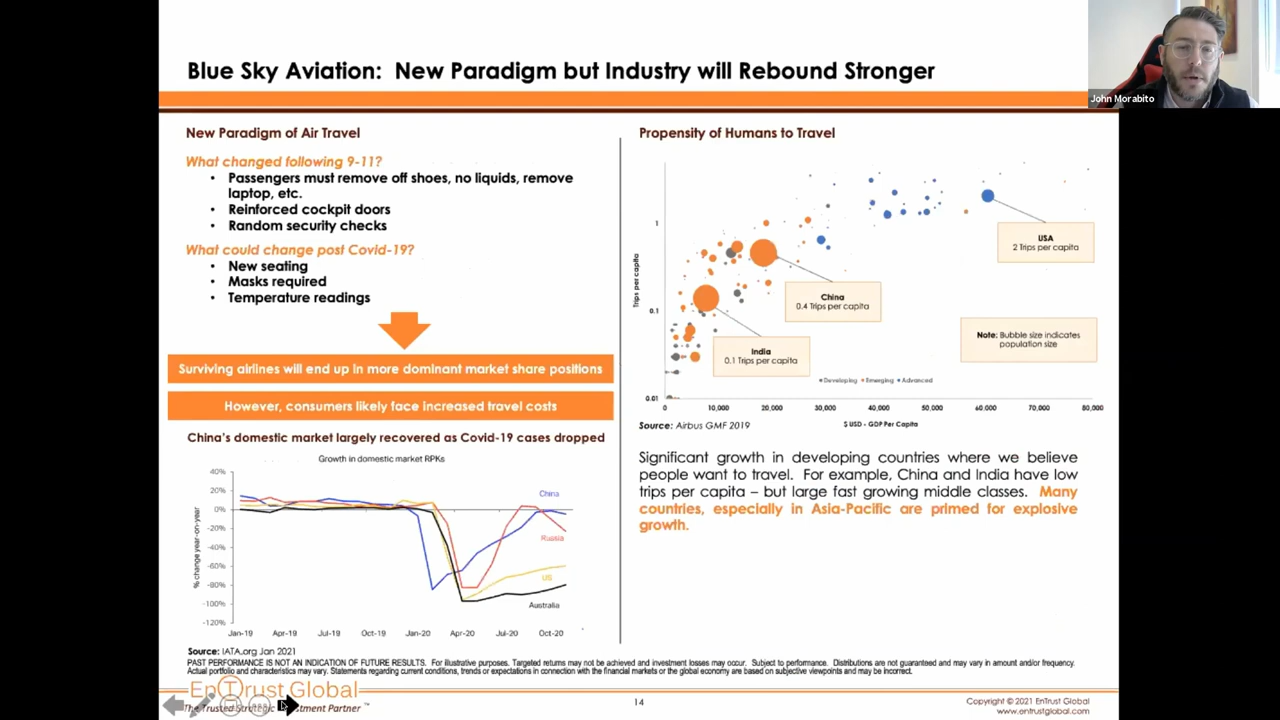 Blue Sky Aviation: New Paradigm but Industry will Rebound Stronger
John Morabito
New Paradigm of Air Travel
What changed following 9-11?
• Passengers must remove off shoes, no liquids, remove
laptop, etc.
• Reinforced cockpit doors
• Random security checks
What could change post Covid-19?
• New seating
• Masks required
• Temperature readings
Surviving airlines will end up in more dominant market share positions
However, consumers likely face increased travel costs
China's domestic market largely recovered as Covid-19 cases dropped
Growth in domestic market RPKs
% change year-on-year
40%
20%
0%
-20%
-40%
-60%
-80%
-100%
-120%
China
Russia
US
Australia
Jan-19 Apr-19 Jul-19 Oct-19 Jan-20 Apr-20 Jul-20 Oct-20
Source: IATA.org Jan 2021
Propensity of Humans to Travel
Trips per capita
1
0.1
0.01
USA
2 Trips per capita
China
0.4 Trips per capita
India
0.1 Trips per capita
Note: Bubble size indicates
population size
Developing Emerging Advanced
0 10,000 20,000 30,000 40,000 50,000 60,000 70,000 80,000
$ USD - GDP Per Capita
Source: Airbus GMF 2019
Significant growth in developing countries where we believe
people want to travel. For example, China and India have low
trips per capita – but large fast growing middle classes. Many
countries, especially in Asia-Pacific are primed for explosive
growth.
PAST PERFORMANCE IS NOT AN INDICATION OF FUTURE RESULTS. For illustrative purposes. Targeted returns may not be achieved and investment losses may occur. Subject to performance. Distributions are not guaranteed and may vary in amount and/or frequency.
Actual portfolio and characteristics may vary. Statements regarding current conditions, trends or expectations in connection with the financial markets or the global economy are based on subjective viewpoints and may be incorrect.
EnTrust Global
The Trusted Strategic Investment Partner ™
14
Copyright © 2021 EnTrust Global
www.entrustglobal.com